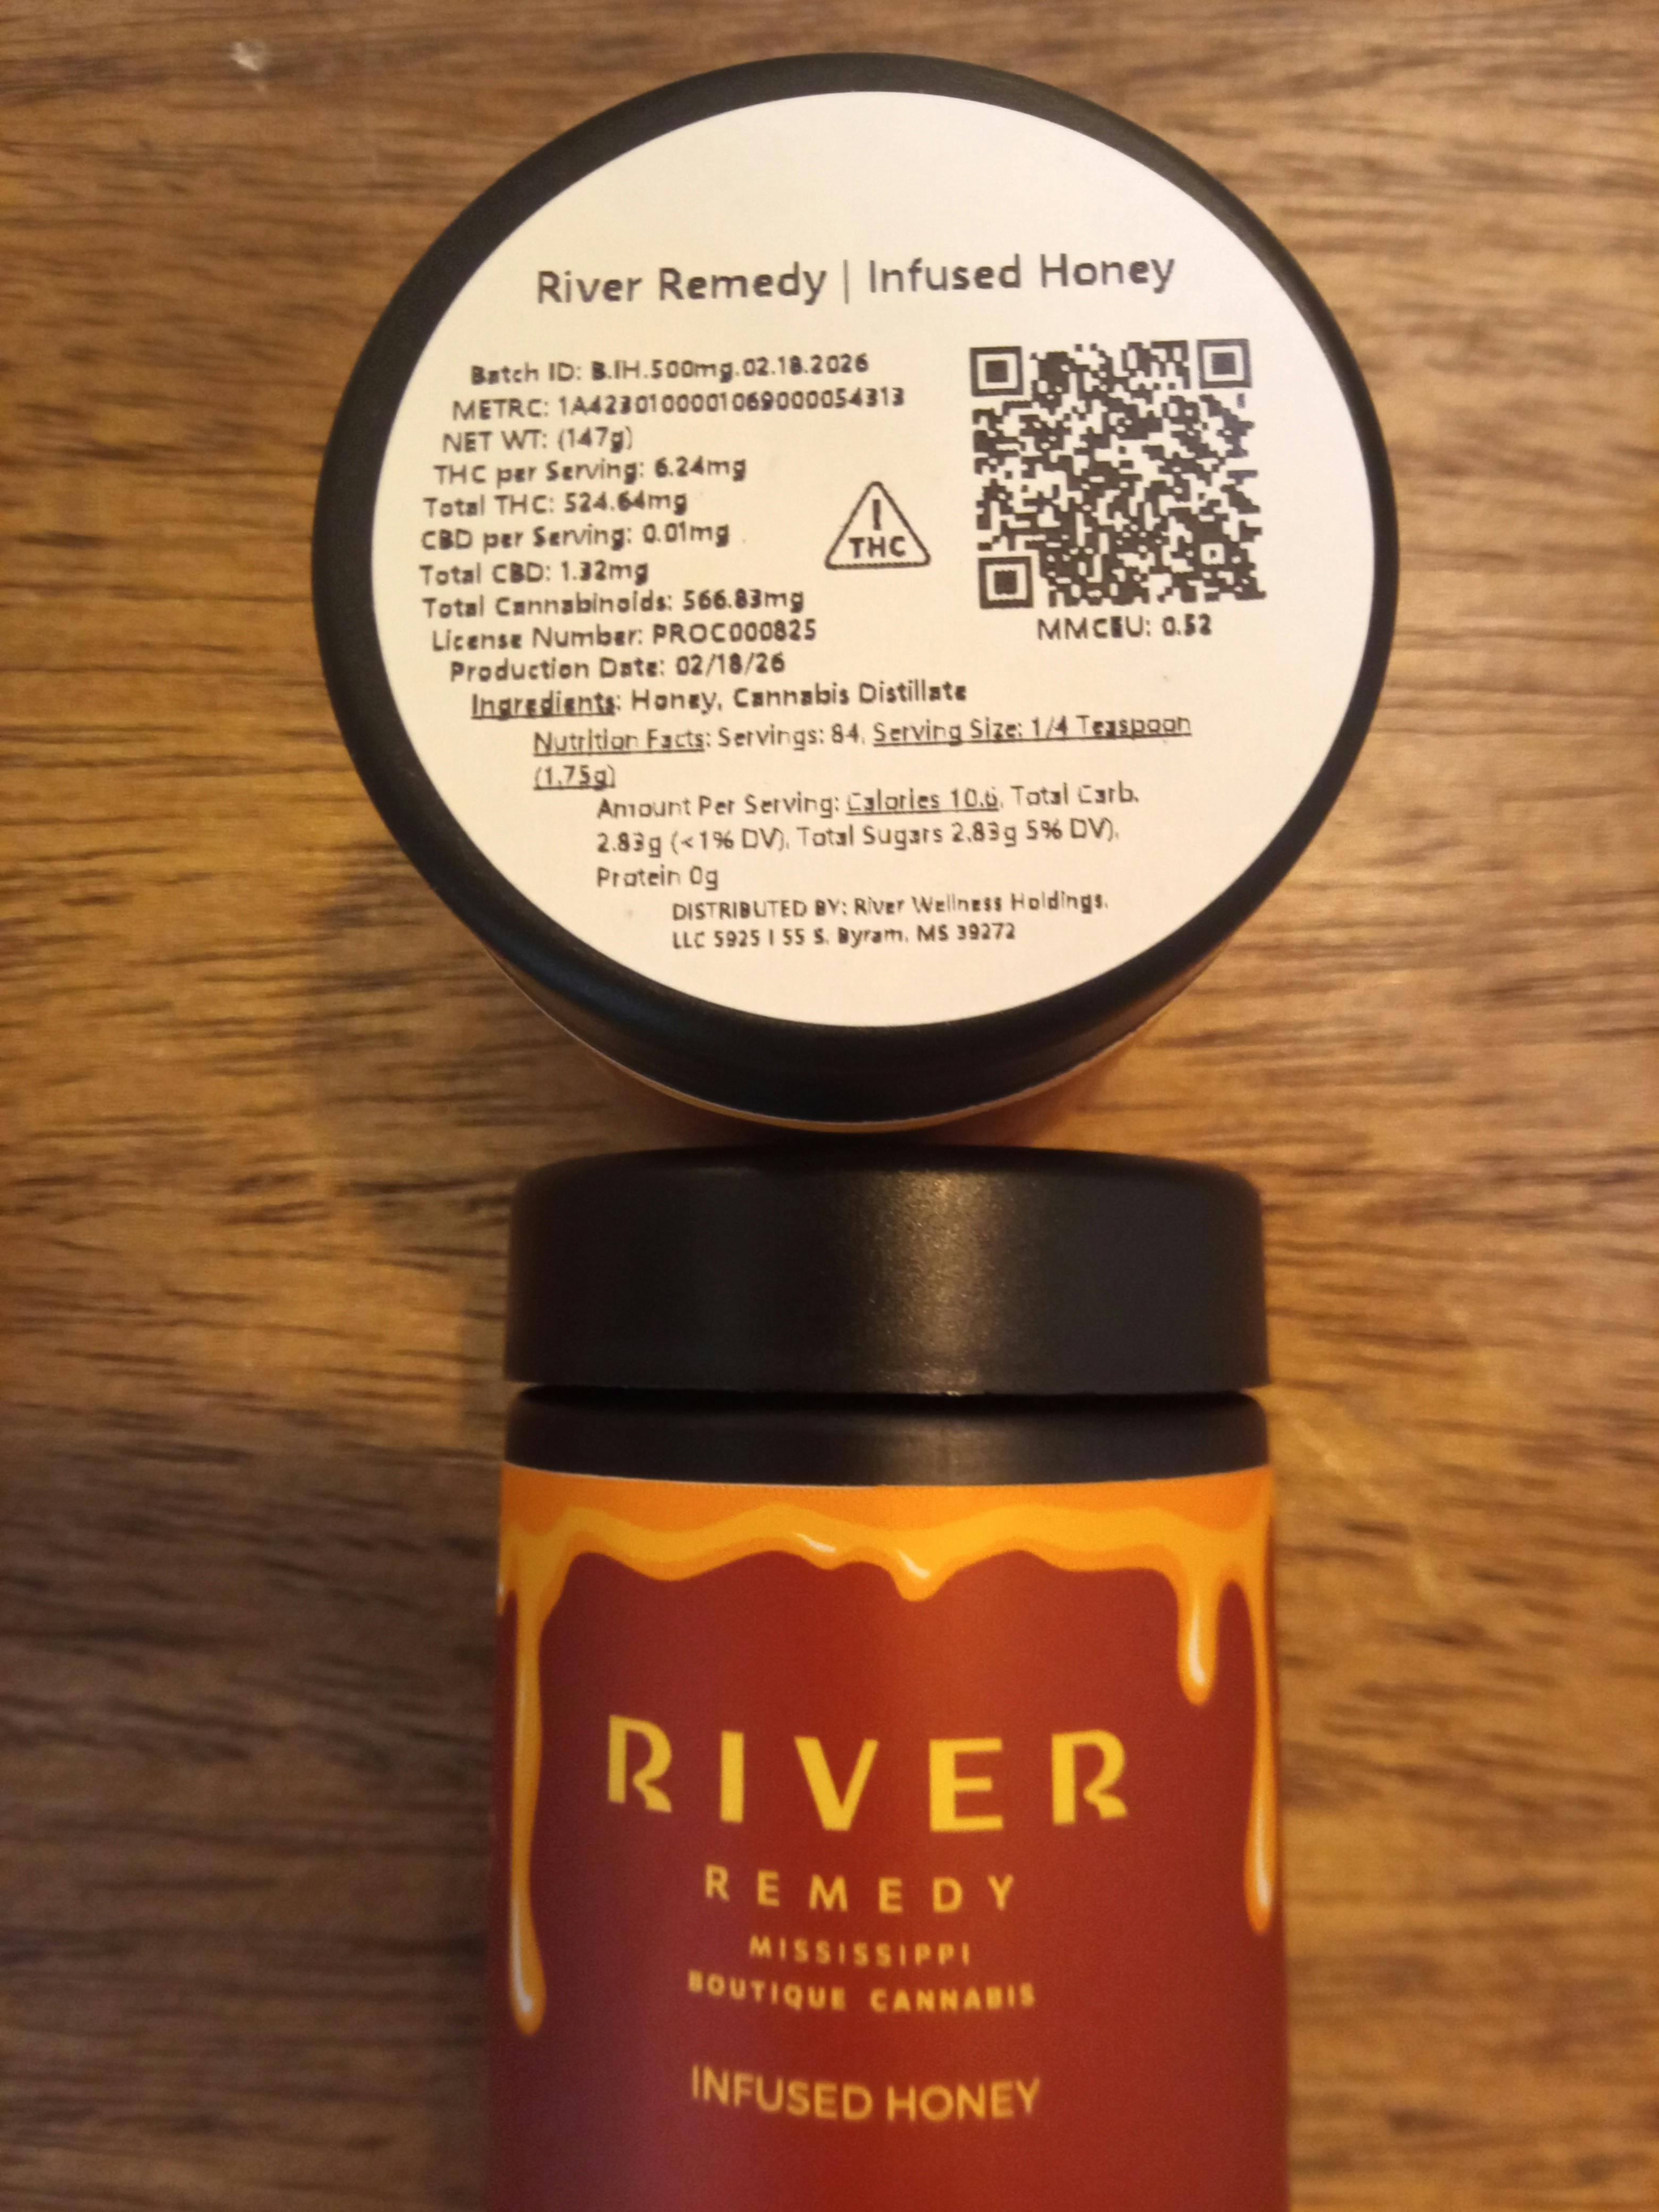 River Remedy | Infused Honey
Batch ID: B.IH.500mg.02.18.2026
METRC: 1A4230100001069000054313
NET WT: (147g)
THC per Serving: 6.24mg
Total THC: 524.64mg
CBD per Serving: 0.01mg
Total CBD: 1.32mg
Total Cannabinoids: 566.83mg
License Number: PROC000825
Production Date: 02/18/26
Ingredients: Honey, Cannabis Distillate
Nutrition Facts: Servings: 84, Serving Size: 1/4 Teaspoon
(1.75g)
Amount Per Serving: Calories 10.6, Total Carb.
2.83g (<1% DV), Total Sugars 2.83g 5% DV),
Protein 0g
DISTRIBUTED BY: River Wellness Holdings,
LLC 5925 I 55 S. Byram, MS 39272
!
THC
MMCEU: 0.52
RIVER
REMEDY
MISSISSIPPI
BOUTIQUE CANNABIS
INFUSED HONEY